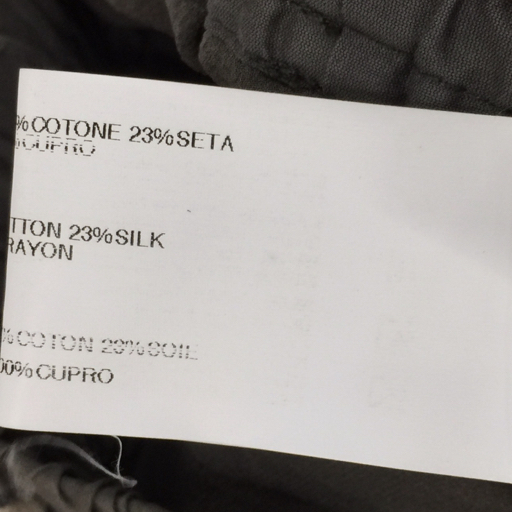 % COTONE 23% SETA
% CUPRO
TTON 23% SILK
RAYON
% COTON 23% SOIE
00% CUPRO